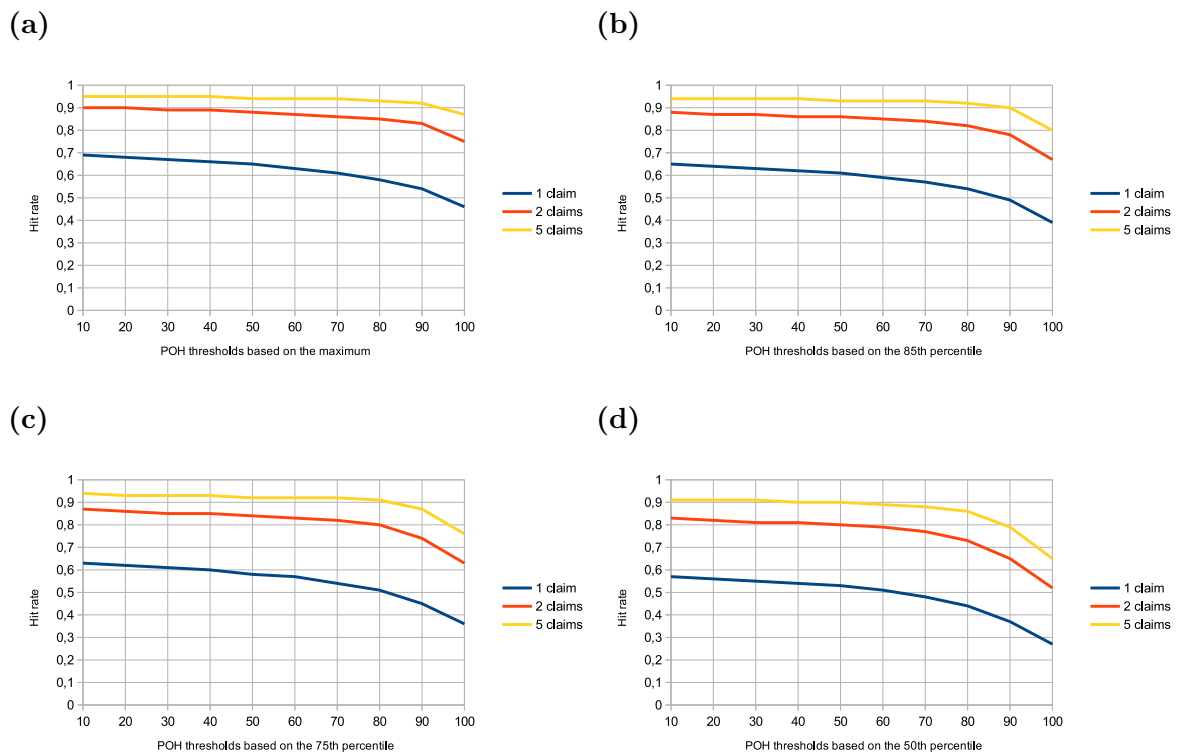 (a)
1
0,9
0,8
0,7
0,6
0,5
0,4
0,3
0,2
0,1
0
Hit rate
10 20 30 40 50 60 70 80 90 100
POH thresholds based on the maximum
1 claim
2 claims
5 claims
(b)
1
0,9
0,8
0,7
0,6
0,5
0,4
0,3
0,2
0,1
0
Hit rate
10 20 30 40 50 60 70 80 90 100
POH thresholds based on the 85th percentile
1 claim
2 claims
5 claims
(c)
1
0,9
0,8
0,7
0,6
0,5
0,4
0,3
0,2
0,1
0
Hit rate
10 20 30 40 50 60 70 80 90 100
POH thresholds based on the 75th percentile
1 claim
2 claims
5 claims
(d)
1
0,9
0,8
0,7
0,6
0,5
0,4
0,3
0,2
0,1
0
Hit rate
10 20 30 40 50 60 70 80 90 100
POH thresholds based on the 50th percentile
1 claim
2 claims
5 claims